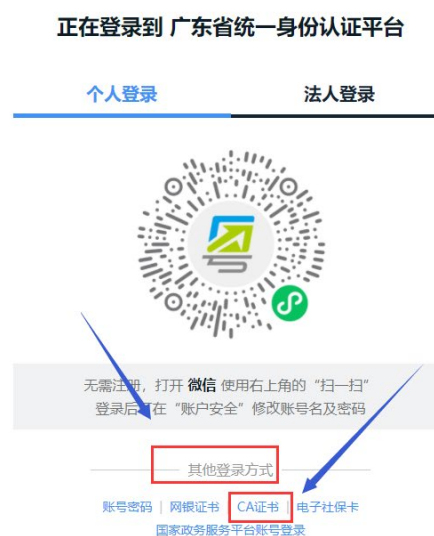 正在登录到 广东省统一身份认证平台
个人登录 法人登录
无需注册，打开 微信 使用右上角的“扫一扫”
登录后可在“账户安全”修改账号名及密码
其他登录方式
账号密码 | 网银证书 | CA证书 | 电子社保卡
国家政务服务平台账号登录